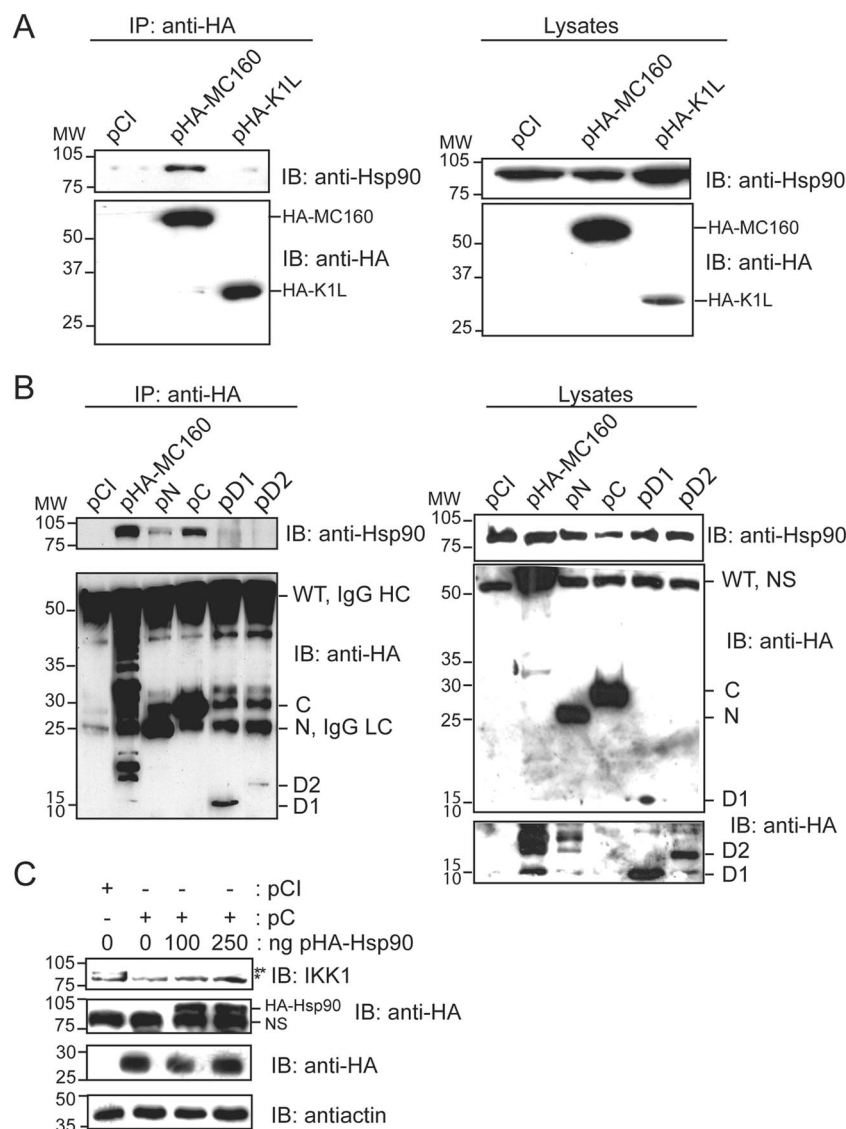 A
IP: anti-HA
Lysates
pCI
pHA-MC160
pHA-K1L
pCI
pHA-MC160
pHA-K1L
MW
105
75
IB: anti-Hsp90
50
37
25
HA-MC160
IB: anti-HA
HA-K1L
MW
105
75
IB: anti-Hsp90
50
37
25
HA-MC160
IB: anti-HA
HA-K1L
B
IP: anti-HA
Lysates
pCI
pHA-MC160
pN
pC
pD1
pD2
pCI
pHA-MC160
pN
pC
pD1
pD2
MW
105
75
IB: anti-Hsp90
50
35
30
25
15
10
WT, IgG HC
IB: anti-HA
C
N, IgG LC
D2
D1
MW
105
75
IB: anti-Hsp90
50
35
30
25
15
10
WT, NS
IB: anti-HA
C
N
D1
IB: anti-HA
15
10
D2
D1
C
+ - - - : pCI
- + + + : pC
0 0 100 250 : ng pHA-Hsp90
105
75
**
*
IB: IKK1
105
75
HA-Hsp90
NS
IB: anti-HA
30
25
IB: anti-HA
50
35
IB: antiactin